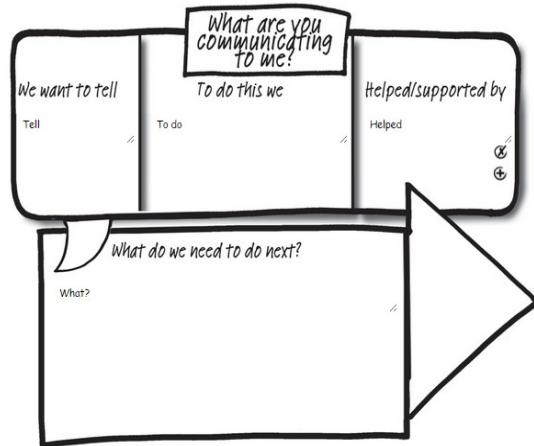 What are you
communicating
to me?
We want to tell
To do this we
Helped/supported by
Tell
To do
Helped
What do we need to do next?
What?